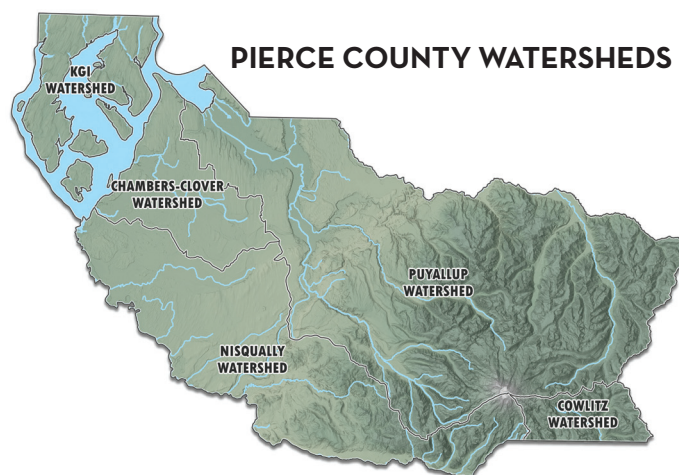 PIERCE COUNTY WATERSHEDS
KGI
WATERSHED
CHAMBERS-CLOVER
WATERSHED
PUYALLUP
WATERSHED
NISQUALLY
WATERSHED
COWLITZ
WATERSHED